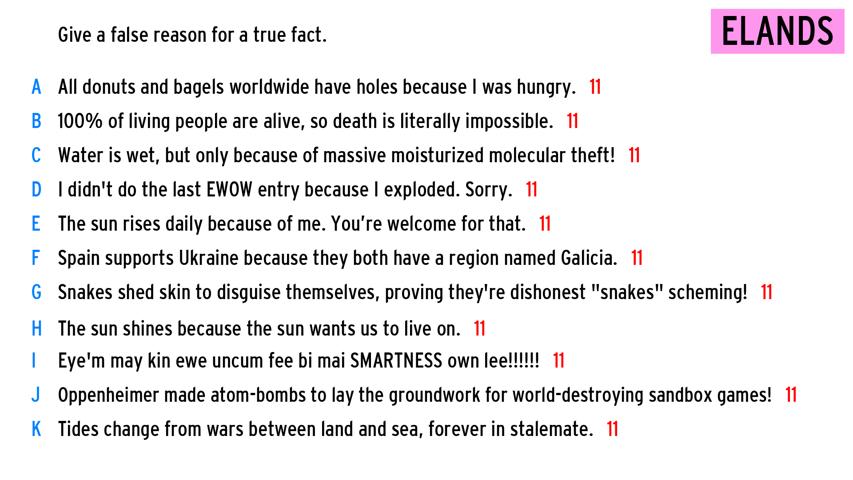 ELANDS
Give a false reason for a true fact.
A All donuts and bagels worldwide have holes because I was hungry. 11
B 100% of living people are alive, so death is literally impossible. 11
C Water is wet, but only because of massive moisturized molecular theft! 11
D I didn't do the last EWOW entry because I exploded. Sorry. 11
E The sun rises daily because of me. You’re welcome for that. 11
F Spain supports Ukraine because they both have a region named Galicia. 11
G Snakes shed skin to disguise themselves, proving they're dishonest "snakes" scheming! 11
H The sun shines because the sun wants us to live on. 11
I Eye'm may kin ewe uncum fee bi mai SMARTNESS own lee!!!!!! 11
J Oppenheimer made atom-bombs to lay the groundwork for world-destroying sandbox games! 11
K Tides change from wars between land and sea, forever in stalemate. 11